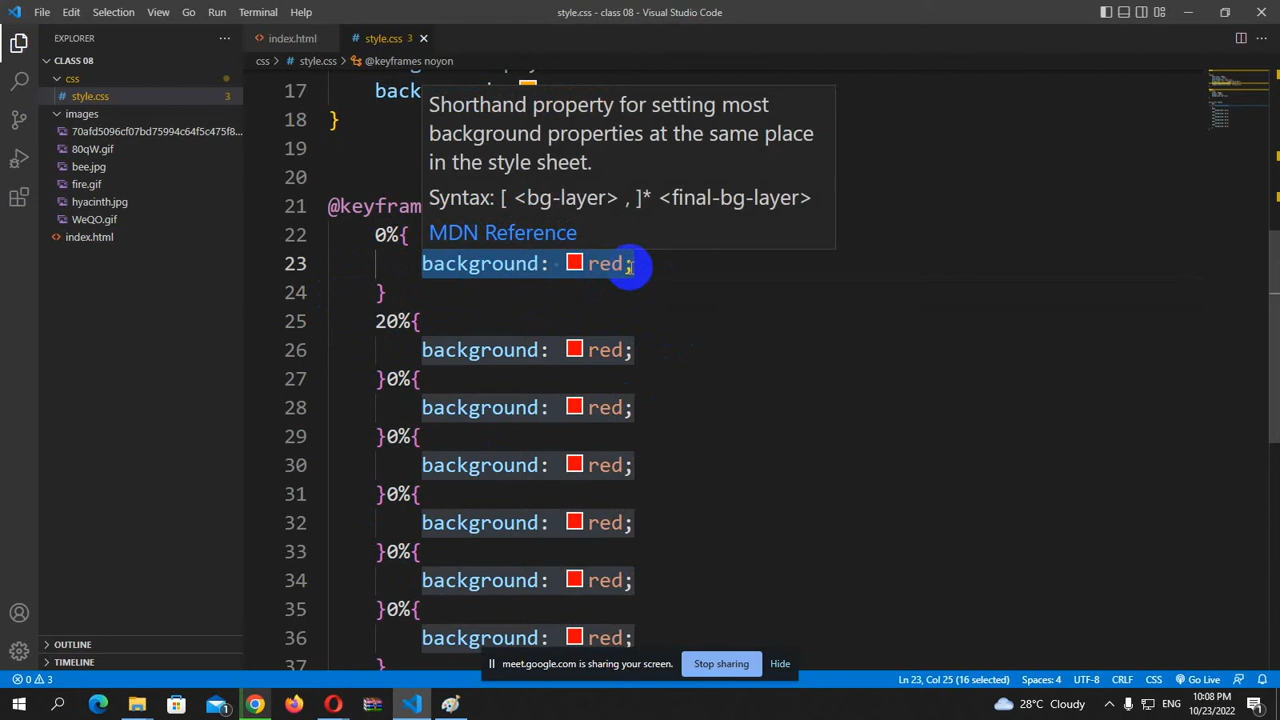 File Edit Selection View Go Run Terminal Help
style.css - class 08 - Visual Studio Code
EXPLORER
index.html
style.css 3
CLASS 08
css > # style.css > @keyframes noyon
css
style.css 3
images
70afd5096cf07bd75994c64f5c475f8...
80qW.gif
bee.jpg
fire.gif
hyacinth.jpg
WeQO.gif
index.html
17 back
18 }
19
20
21 @keyfram
22 0%{
23 background: red;
24 }
25 20%{
26 background: red;
27 }0%{
28 background: red;
29 }0%{
30 background: red;
31 }0%{
32 background: red;
33 }0%{
34 background: red;
35 }0%{
36 background: red;
37 }
Shorthand property for setting most
background properties at the same place
in the style sheet.
Syntax: [ <bg-layer> , ]* <final-bg-layer>
MDN Reference
OUTLINE
TIMELINE
meet.google.com is sharing your screen. Stop sharing Hide
0 3
Ln 23, Col 25 (16 selected) Spaces: 4 UTF-8 CRLF CSS Go Live
28°C Cloudy ENG 10:08 PM
10/23/2022